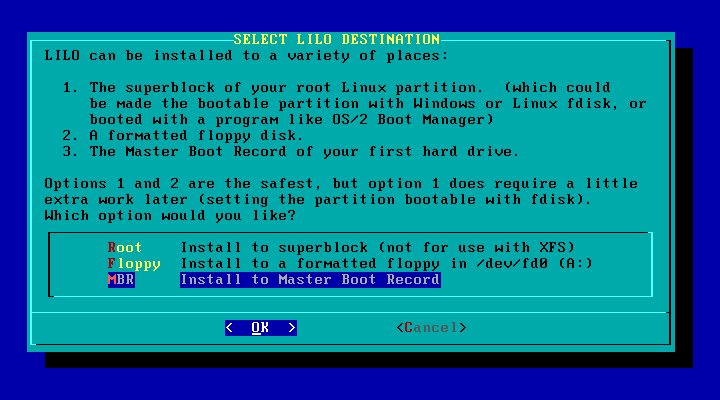 SELECT LILO DESTINATION
LILO can be installed to a variety of places:
1. The superblock of your root Linux partition.  (which could
be made the bootable partition with Windows or Linux fdisk, or
booted with a program like OS/2 Boot Manager)
2. A formatted floppy disk.
3. The Master Boot Record of your first hard drive.
Options 1 and 2 are the safest, but option 1 does require a little
extra work later (setting the partition bootable with fdisk).
Which option would you like?
Root    Install to superblock (not for use with XFS)
Floppy  Install to a formatted floppy in /dev/fd0 (A:)
MBR     Install to Master Boot Record
<  OK  >    <Cancel>